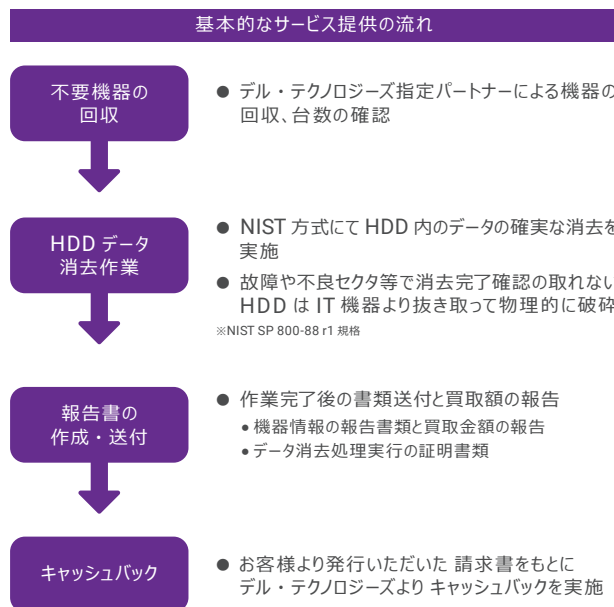 基本的なサービス提供の流れ
不要機器の
回収
● デル・テクノロジーズ指定パートナーによる機器の
回収、台数の確認
HDD データ
消去作業
● NIST 方式にて HDD 内のデータの確実な消去を
実施
● 故障や不良セクタ等で消去完了確認の取れない
HDD は IT 機器より抜き取って物理的に破砕
※NIST SP 800-88 r1 規格
報告書の
作成・送付
● 作業完了後の書類送付と買取額の報告
• 機器情報の報告書類と買取金額の報告
• データ消去処理実行の証明書類
キャッシュバック
● お客様より発行いただいた 請求書をもとに
デル・テクノロジーズより キャッシュバックを実施